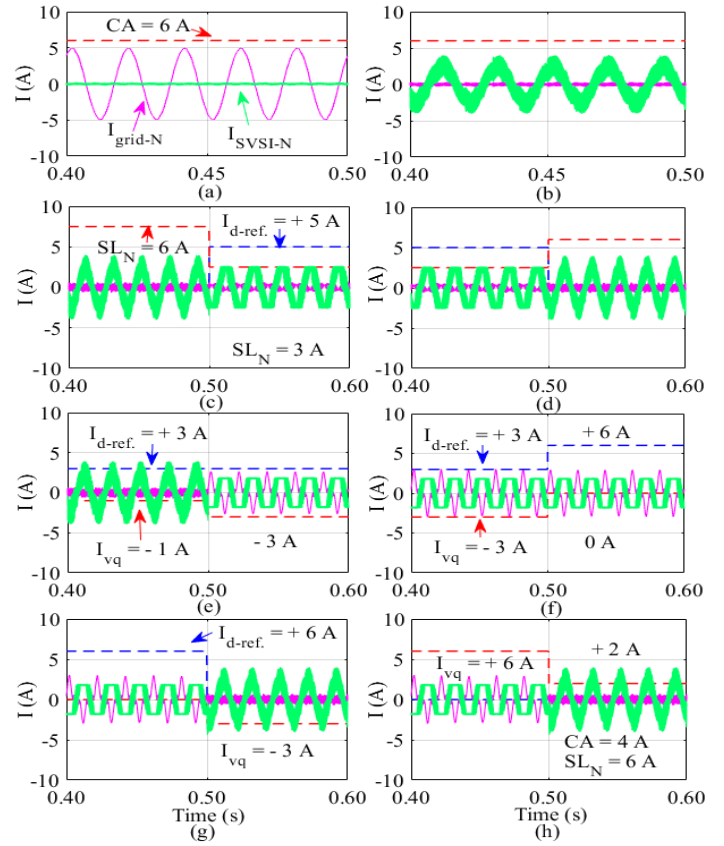 10
CA = 6 A
5
0
-5
-10
I (A)
I_grid-N
I_SVSI-N
0.40
0.45
0.50
(a)
10
5
0
-5
-10
I (A)
0.40
0.45
0.50
(b)
10
I_d-ref. = + 5 A
5
SL_N = 6 A
0
-5
SL_N = 3 A
-10
I (A)
0.40
0.50
0.60
(c)
10
5
0
-5
-10
I (A)
0.40
0.50
0.60
(d)
10
I_d-ref. = + 3 A
5
0
-5
I_vq = - 1 A
- 3 A
-10
I (A)
0.40
0.50
0.60
(e)
10
I_d-ref. = + 3 A
+ 6 A
5
0
-5
I_vq = - 3 A
0 A
-10
I (A)
0.40
0.50
0.60
(f)
10
I_d-ref. = + 6 A
5
0
-5
I_vq = - 3 A
-10
I (A)
0.40
0.50
0.60
Time (s)
(g)
10
+ 2 A
I_vq = + 6 A
5
0
-5
CA = 4 A
SL_N = 6 A
-10
I (A)
0.40
0.50
0.60
Time (s)
(h)